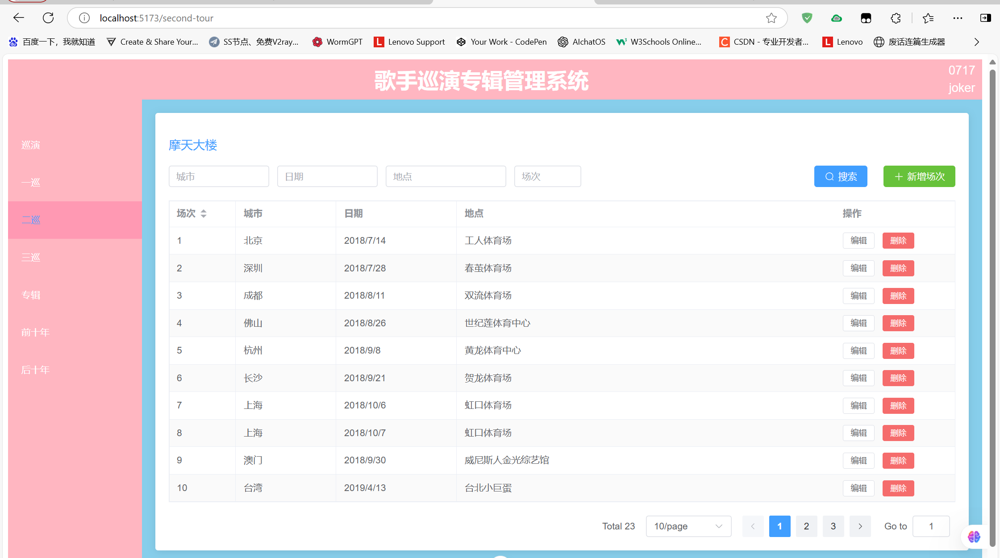 localhost:5173/second-tour
百度一下，我就知道 Create & Share Your... SS节点、免费V2ray... WormGPT Lenovo Support Your Work - CodePen AIchatOS W3Schools Online... CSDN - 专业开发者... Lenovo 废话连篇生成器
歌手巡演专辑管理系统
0717
joker
巡演
一巡
二巡
三巡
专辑
前十年
后十年
摩天大楼
城市 日期 地点 场次 搜索 新增场次
场次 城市 日期 地点 操作
1 北京 2018/7/14 工人体育场 编辑 删除
2 深圳 2018/7/28 春茧体育场 编辑 删除
3 成都 2018/8/11 双流体育场 编辑 删除
4 佛山 2018/8/26 世纪莲体育中心 编辑 删除
5 杭州 2018/9/8 黄龙体育中心 编辑 删除
6 长沙 2018/9/21 贺龙体育场 编辑 删除
7 上海 2018/10/6 虹口体育场 编辑 删除
8 上海 2018/10/7 虹口体育场 编辑 删除
9 澳门 2018/9/30 威尼斯人金光综艺馆 编辑 删除
10 台湾 2019/4/13 台北小巨蛋 编辑 删除
Total 23 10/page 1 2 3 Go to 1